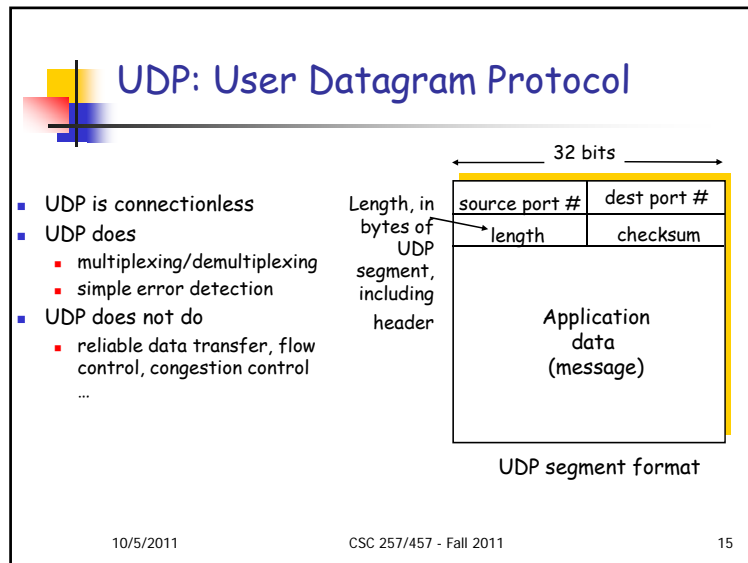 UDP: User Datagram Protocol
UDP is connectionless
UDP does
multiplexing/demultiplexing
simple error detection
UDP does not do
reliable data transfer, flow
control, congestion control
…
32 bits
Length, in
bytes of
UDP
segment,
including
header
source port #
dest port #
length
checksum
Application
data
(message)
UDP segment format
10/5/2011
CSC 257/457 - Fall 2011
15